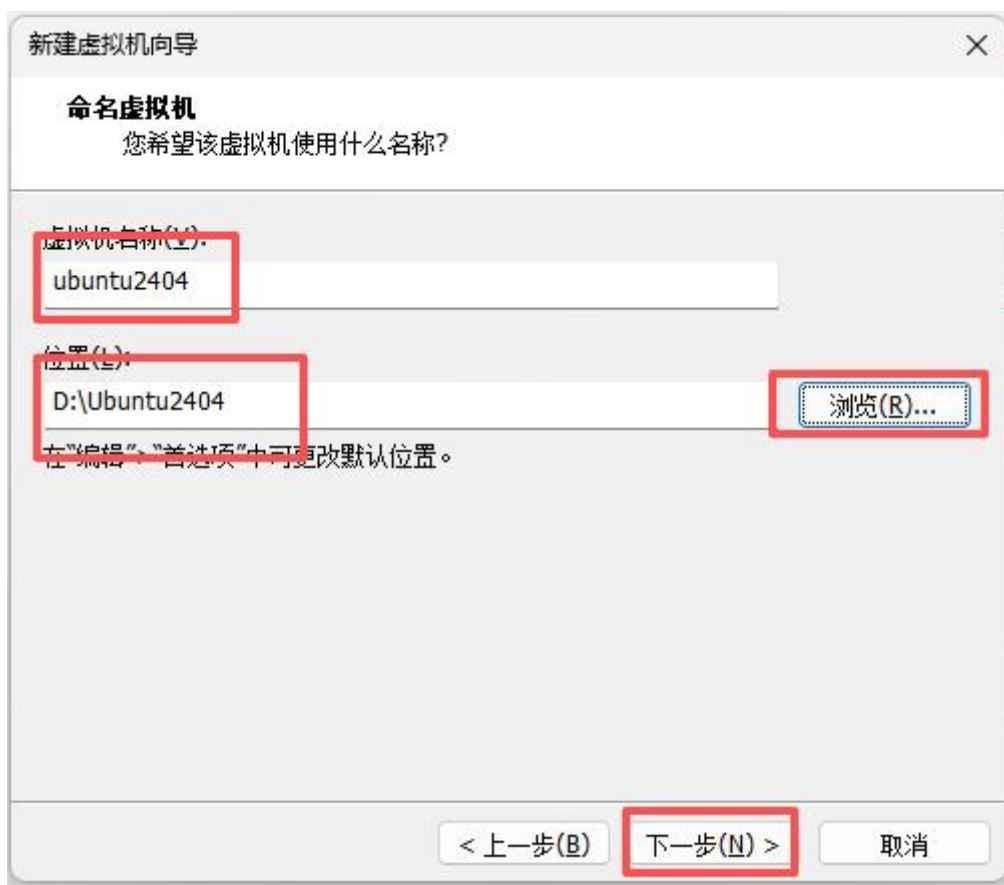 新建虚拟机向导
命名虚拟机
您希望该虚拟机使用什么名称?
虚拟机名称(V):
ubuntu2404
位置(L):
D:\Ubuntu2404
浏览(R)...
在"编辑">"首选项"中可更改默认位置。
< 上一步(B) 下一步(N) > 取消